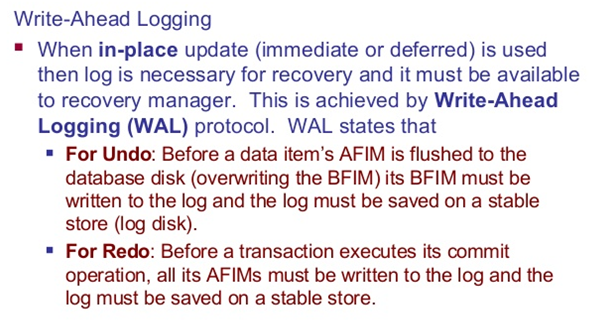 Write-Ahead Logging
▪ When in-place update (immediate or deferred) is used
then log is necessary for recovery and it must be available
to recovery manager. This is achieved by Write-Ahead
Logging (WAL) protocol. WAL states that
▪ For Undo: Before a data item's AFIM is flushed to the
database disk (overwriting the BFIM) its BFIM must be
written to the log and the log must be saved on a stable
store (log disk).
▪ For Redo: Before a transaction executes its commit
operation, all its AFIMs must be written to the log and the
log must be saved on a stable store.